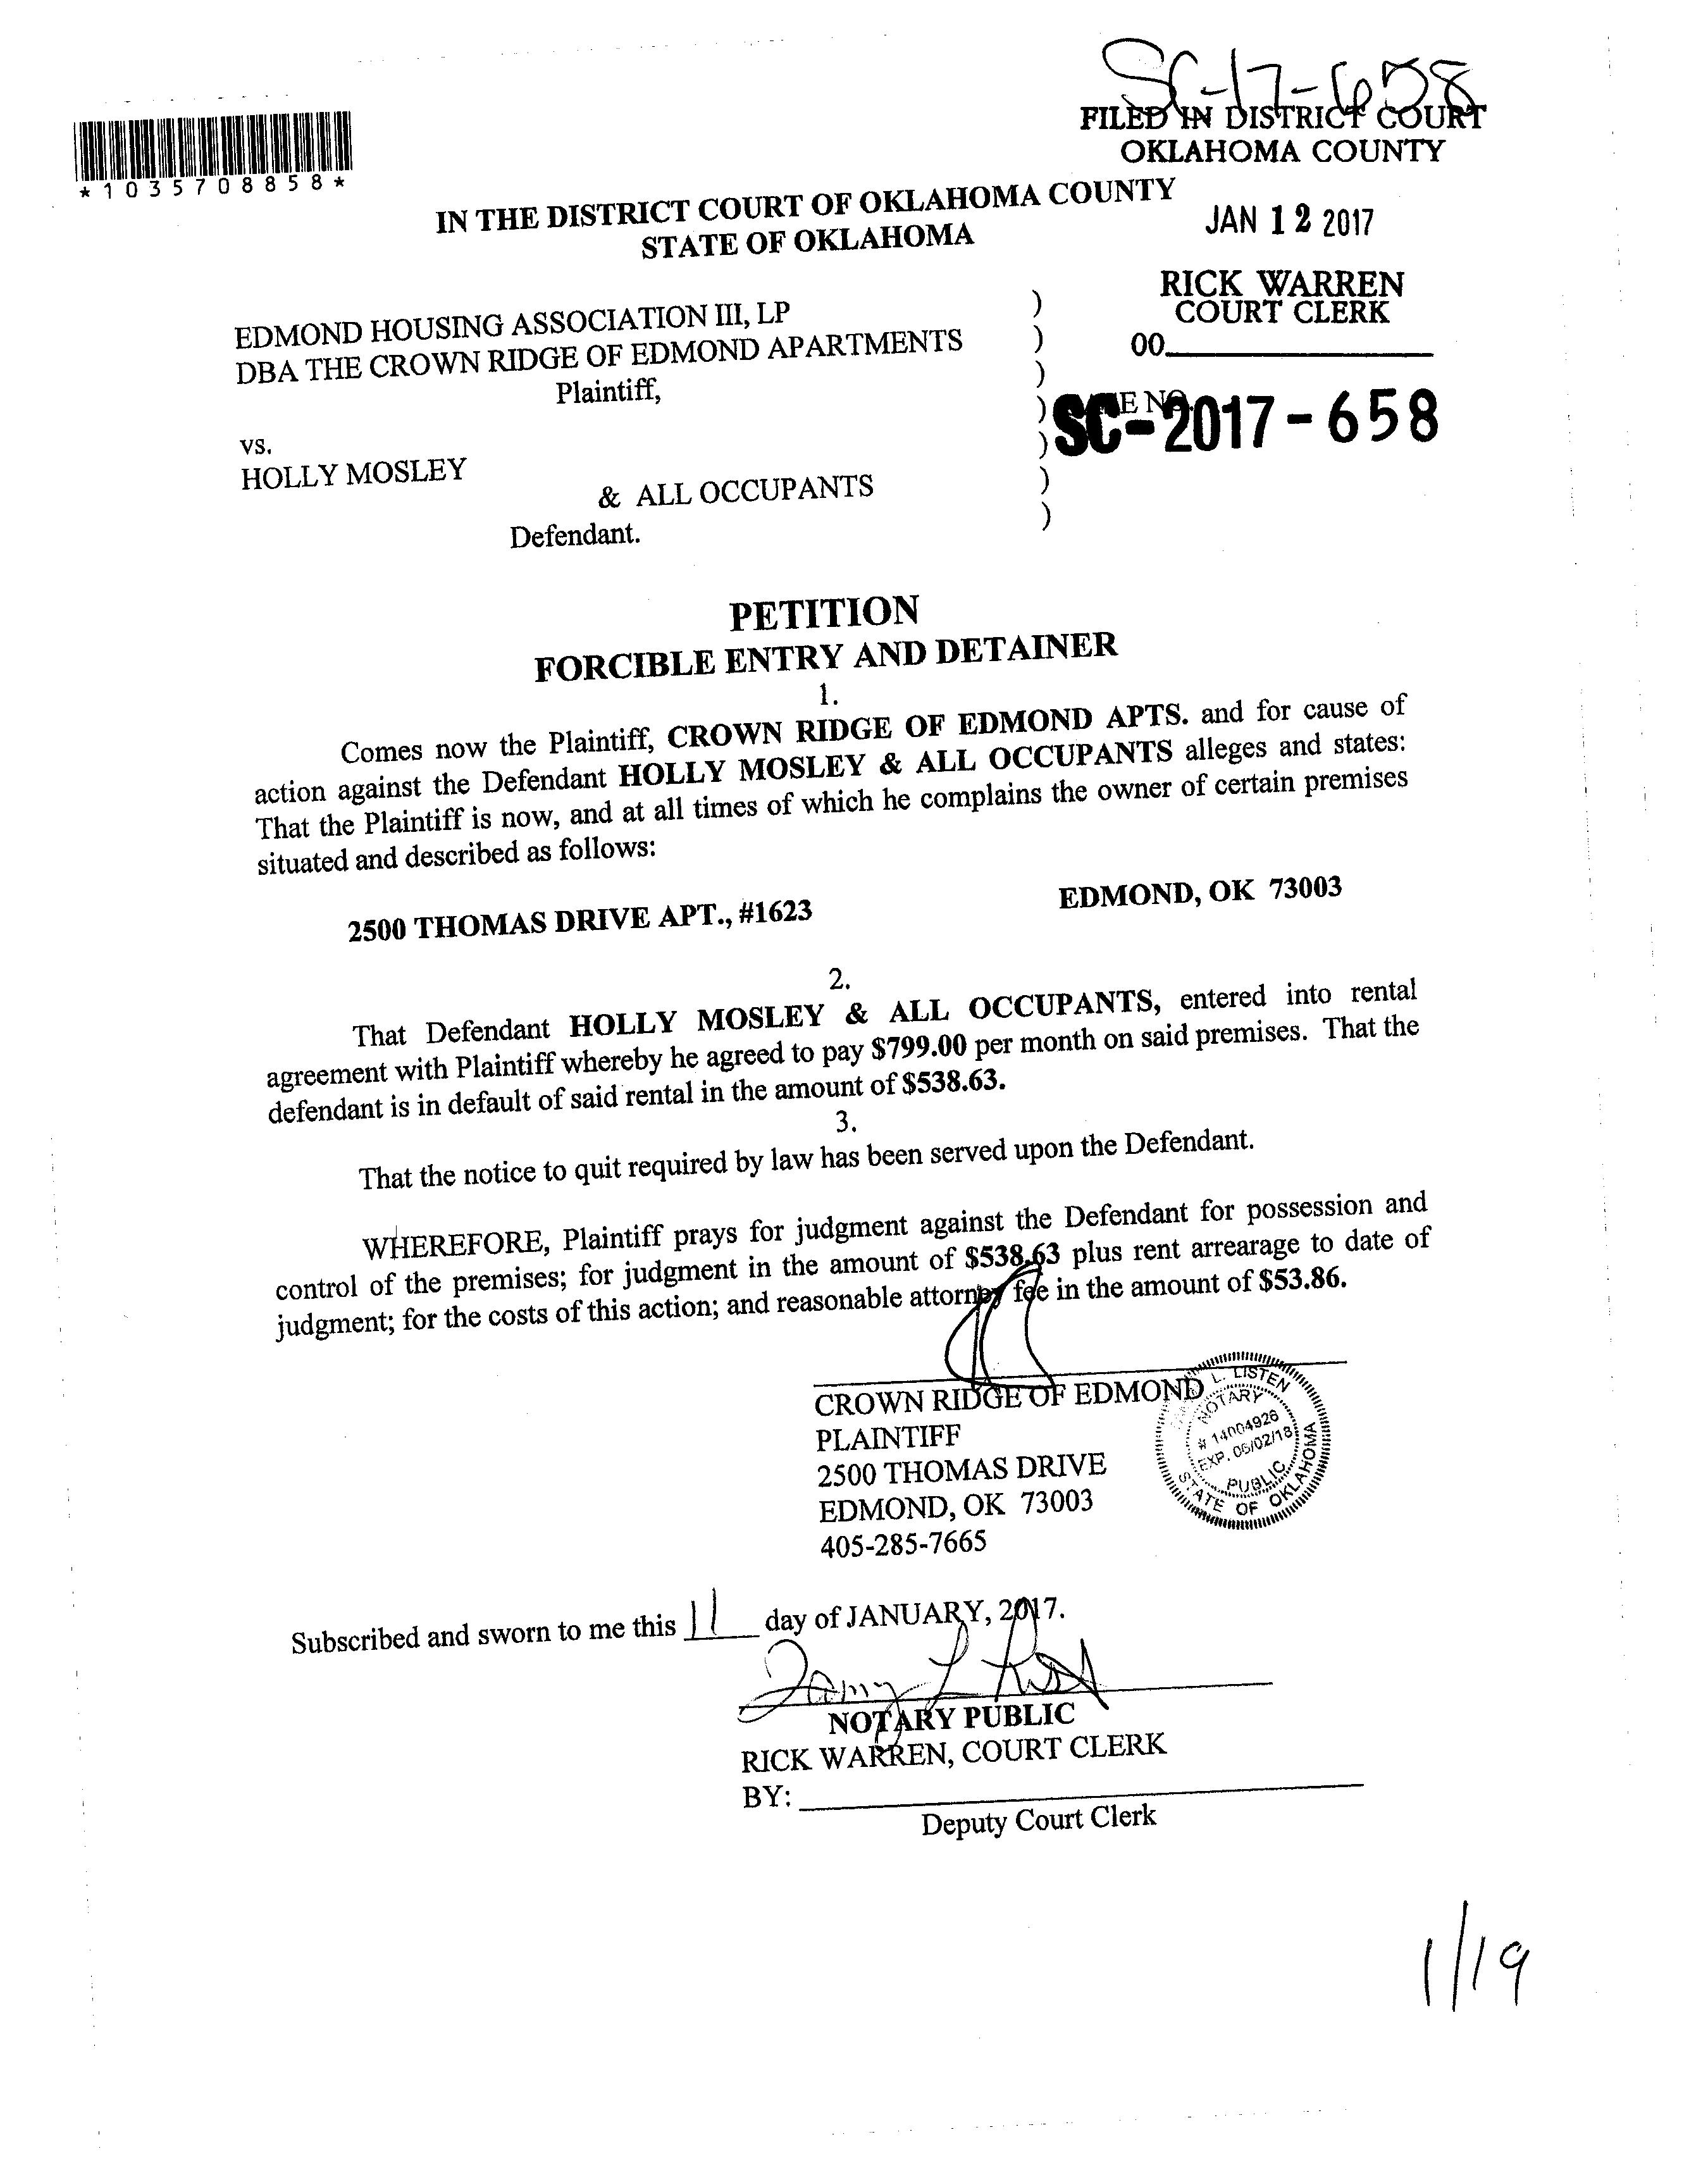 SC-17-658
FILED IN DISTRICT COURT
OKLAHOMA COUNTY
*1035708858*
IN THE DISTRICT COURT OF OKLAHOMA COUNTY
STATE OF OKLAHOMA
JAN 12 2017
RICK WARREN
COURT CLERK
00
EDMOND HOUSING ASSOCIATION III, LP )
DBA THE CROWN RIDGE OF EDMOND APARTMENTS )
Plaintiff, )
) SC-2017-658
vs. )
HOLLY MOSLEY )
& ALL OCCUPANTS )
Defendant.
PETITION
FORCIBLE ENTRY AND DETAINER
1.
Comes now the Plaintiff, CROWN RIDGE OF EDMOND APTS. and for cause of
action against the Defendant HOLLY MOSLEY & ALL OCCUPANTS alleges and states:
That the Plaintiff is now, and at all times of which he complains the owner of certain premises
situated and described as follows:
2500 THOMAS DRIVE APT., #1623 EDMOND, OK 73003
2.
That Defendant HOLLY MOSLEY & ALL OCCUPANTS, entered into rental
agreement with Plaintiff whereby he agreed to pay $799.00 per month on said premises. That the
defendant is in default of said rental in the amount of $538.63.
3.
That the notice to quit required by law has been served upon the Defendant.
WHEREFORE, Plaintiff prays for judgment against the Defendant for possession and
control of the premises; for judgment in the amount of $538.63 plus rent arrearage to date of
judgment; for the costs of this action; and reasonable attorney fee in the amount of $53.86.
CROWN RIDGE OF EDMOND
PLAINTIFF
2500 THOMAS DRIVE
EDMOND, OK 73003
405-285-7665
L. LISTEN
NOTARY
# 14004926
EXP. 06/02/18
PUBLIC
STATE OF OKLAHOMA
Subscribed and sworn to me this 11 day of JANUARY, 2017.
NOTARY PUBLIC
RICK WARREN, COURT CLERK
BY:
Deputy Court Clerk
1/19